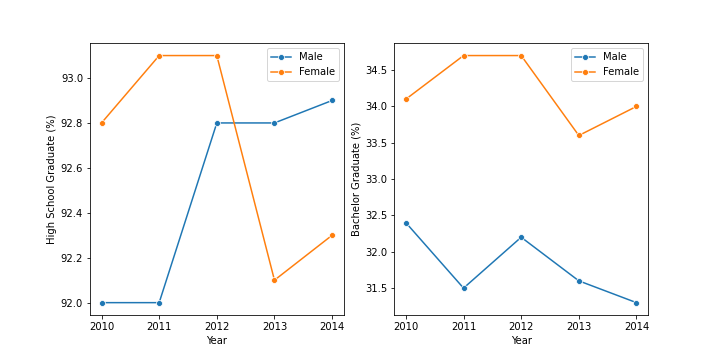 High School Graduate (%)
93.0
92.8
92.6
92.4
92.2
92.0
Male
Female
2010 2011 2012 2013 2014
Year
Bachelor Graduate (%)
34.5
34.0
33.5
33.0
32.5
32.0
31.5
Male
Female
2010 2011 2012 2013 2014
Year